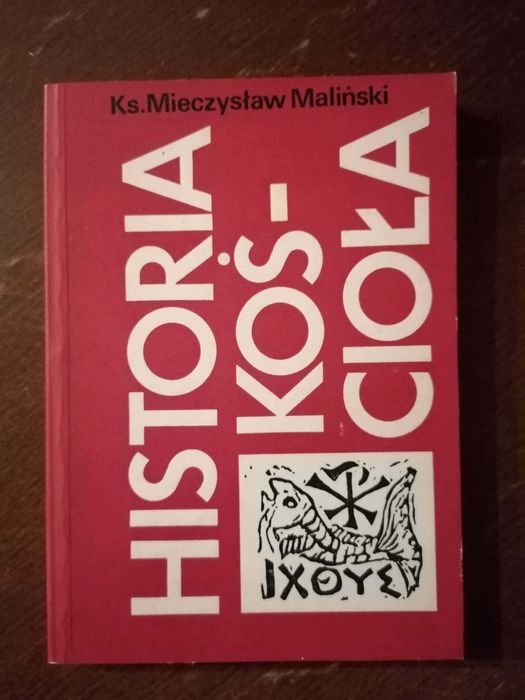 Ks.Mieczysław Maliński
HISTORIA
KOŚ-
CIOŁA
ΙΧΘΥΣ